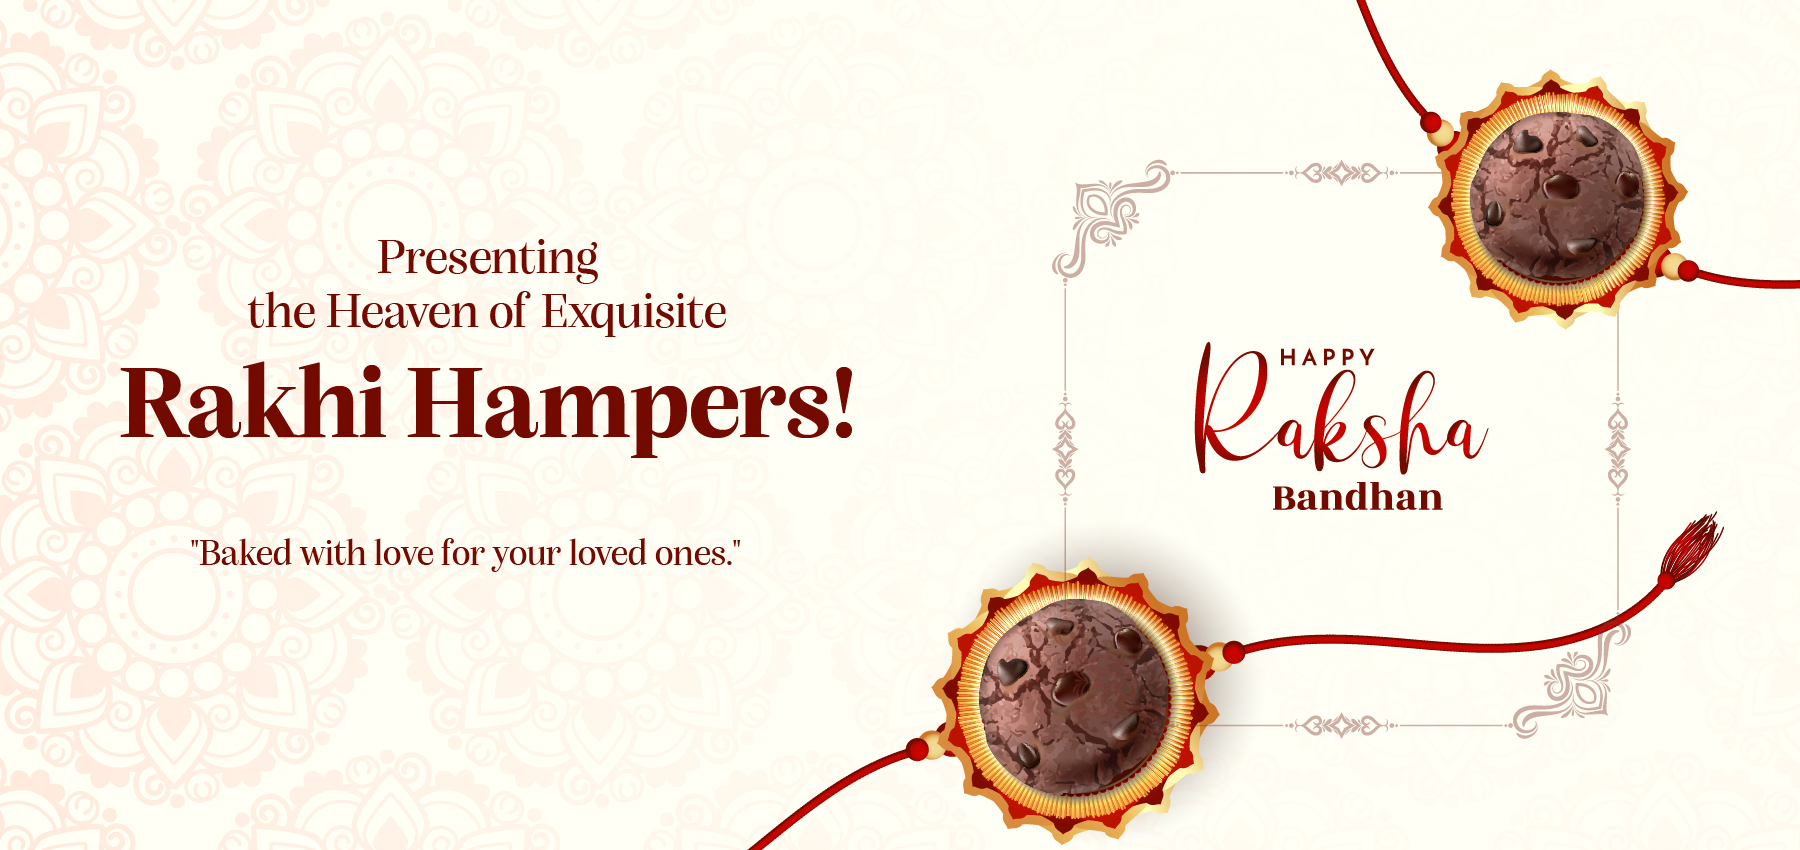 Presenting
the Heaven of Exquisite
Rakhi Hampers!
"Baked with love for your loved ones."
HAPPY
Raksha
Bandhan